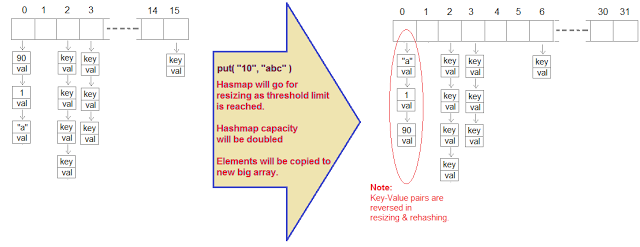 0 1 2 3 14 15
90 key key key
val val val val
1 key key
val val val
"a" key key
val val val
key
val
put( "10", "abc" )
Hasmap will go for
resizing as threshold limit
is reached.
Hashmap capacity
will be doubled
Elements will be copied to
new big array.
0 1 2 3 4 5 6 30 31
"a" key key key
val val val val
1 key key
val val val
90 key key
val val val
key
val
Note:
Key-Value pairs are
reversed in
resizing & rehashing.